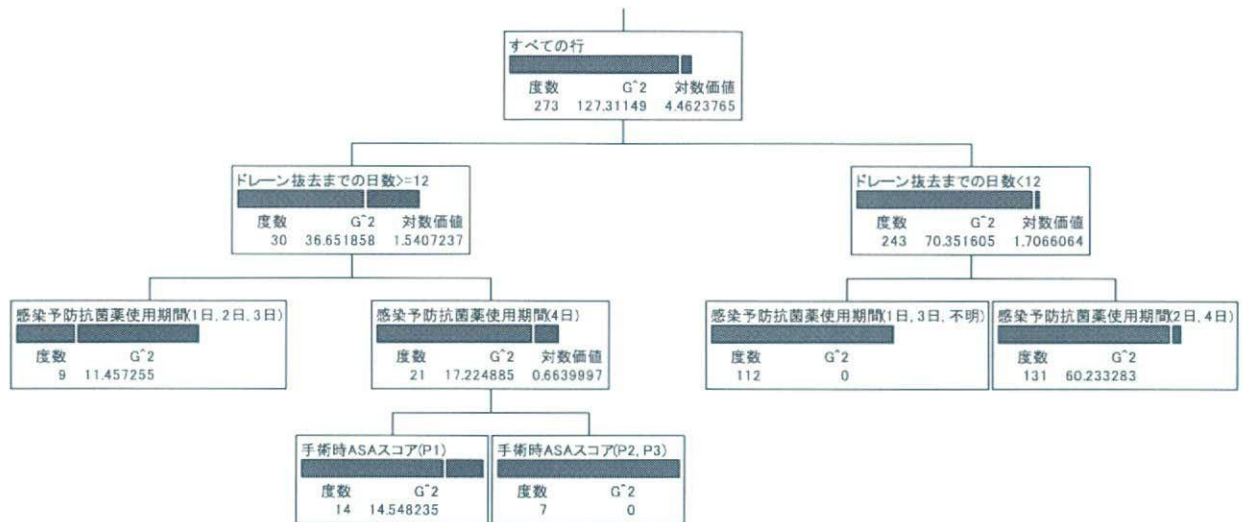 すべての行
度数 G^2 対数価値
273 127.31149 4.4623765
ドレーン抜去までの日数>=12
度数 G^2 対数価値
30 36.651858 1.5407237
ドレーン抜去までの日数<12
度数 G^2 対数価値
243 70.351605 1.7066064
感染予防抗菌薬使用期間(1日, 2日, 3日)
度数 G^2
9 11.457255
感染予防抗菌薬使用期間(4日)
度数 G^2 対数価値
21 17.224885 0.6639997
感染予防抗菌薬使用期間(1日, 3日, 不明)
度数 G^2
112 0
感染予防抗菌薬使用期間(2日, 4日)
度数 G^2
131 60.233283
手術時ASAスコア(P1)
度数 G^2
14 14.548235
手術時ASAスコア(P2, P3)
度数 G^2
7 0